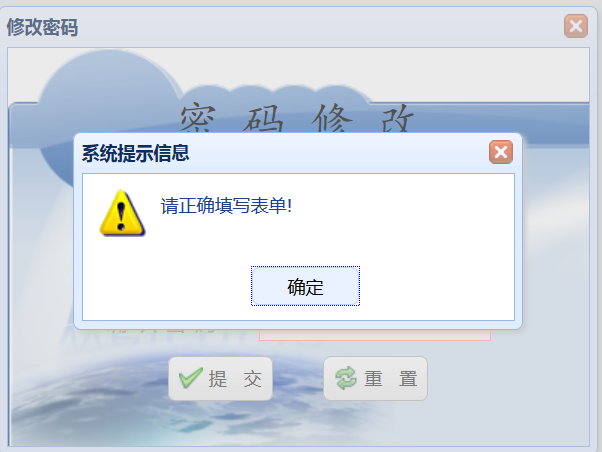 修改密码
密码修改
系统提示信息
请正确填写表单!
确定
提 交
重 置